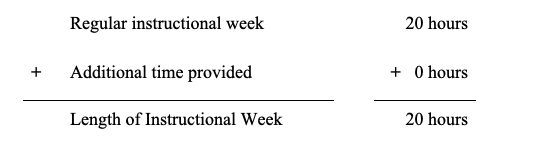 Regular instructional week 20 hours
+ Additional time provided + 0 hours
Length of Instructional Week 20 hours